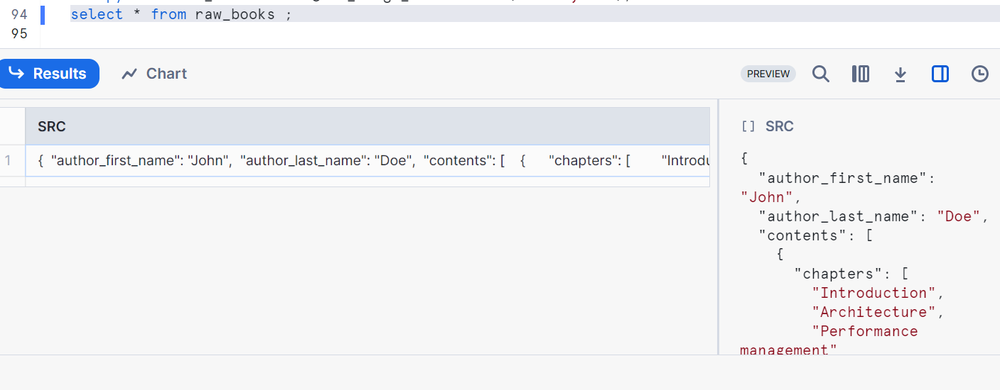 94 select * from raw_books ;
95
Results Chart PREVIEW
SRC
1 { "author_first_name": "John", "author_last_name": "Doe", "contents": [ { "chapters": [ "Introdu
[] SRC
{
"author_first_name":
"John",
"author_last_name": "Doe",
"contents": [
{
"chapters": [
"Introduction",
"Architecture",
"Performance
management"